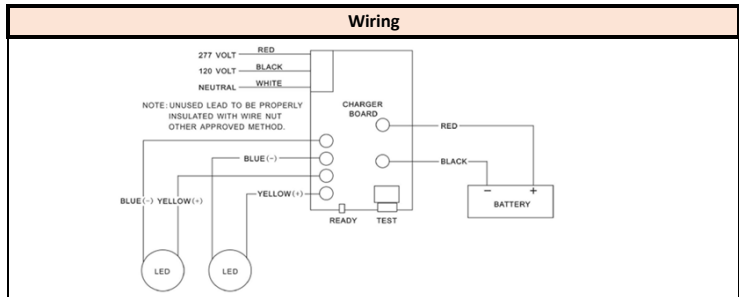 Wiring
277 VOLT RED
120 VOLT BLACK
NEUTRAL WHITE
NOTE: UNUSED LEAD TO BE PROPERLY
INSULATED WITH WIRE NUT
OTHER APPROVED METHOD.
CHARGER
BOARD
RED
BLUE(-)
BLACK
YELLOW(+)
BLUE(-) YELLOW(+)
- +
BATTERY
READY TEST
LED LED